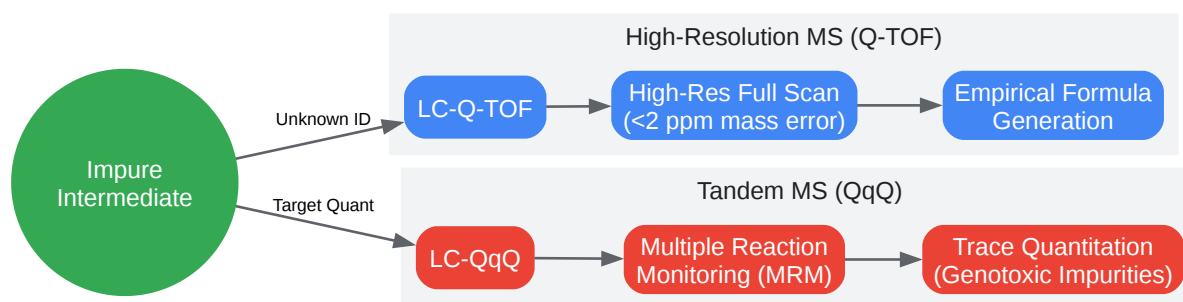 High-Resolution MS (Q-TOF)
LC-Q-TOF
High-Res Full Scan
(<2 ppm mass error)
Empirical Formula
Generation
Unknown ID
Impure
Intermediate
Target Quant
Tandem MS (QqQ)
LC-QqQ
Multiple Reaction
Monitoring (MRM)
Trace Quantitation
(Genotoxic Impurities)